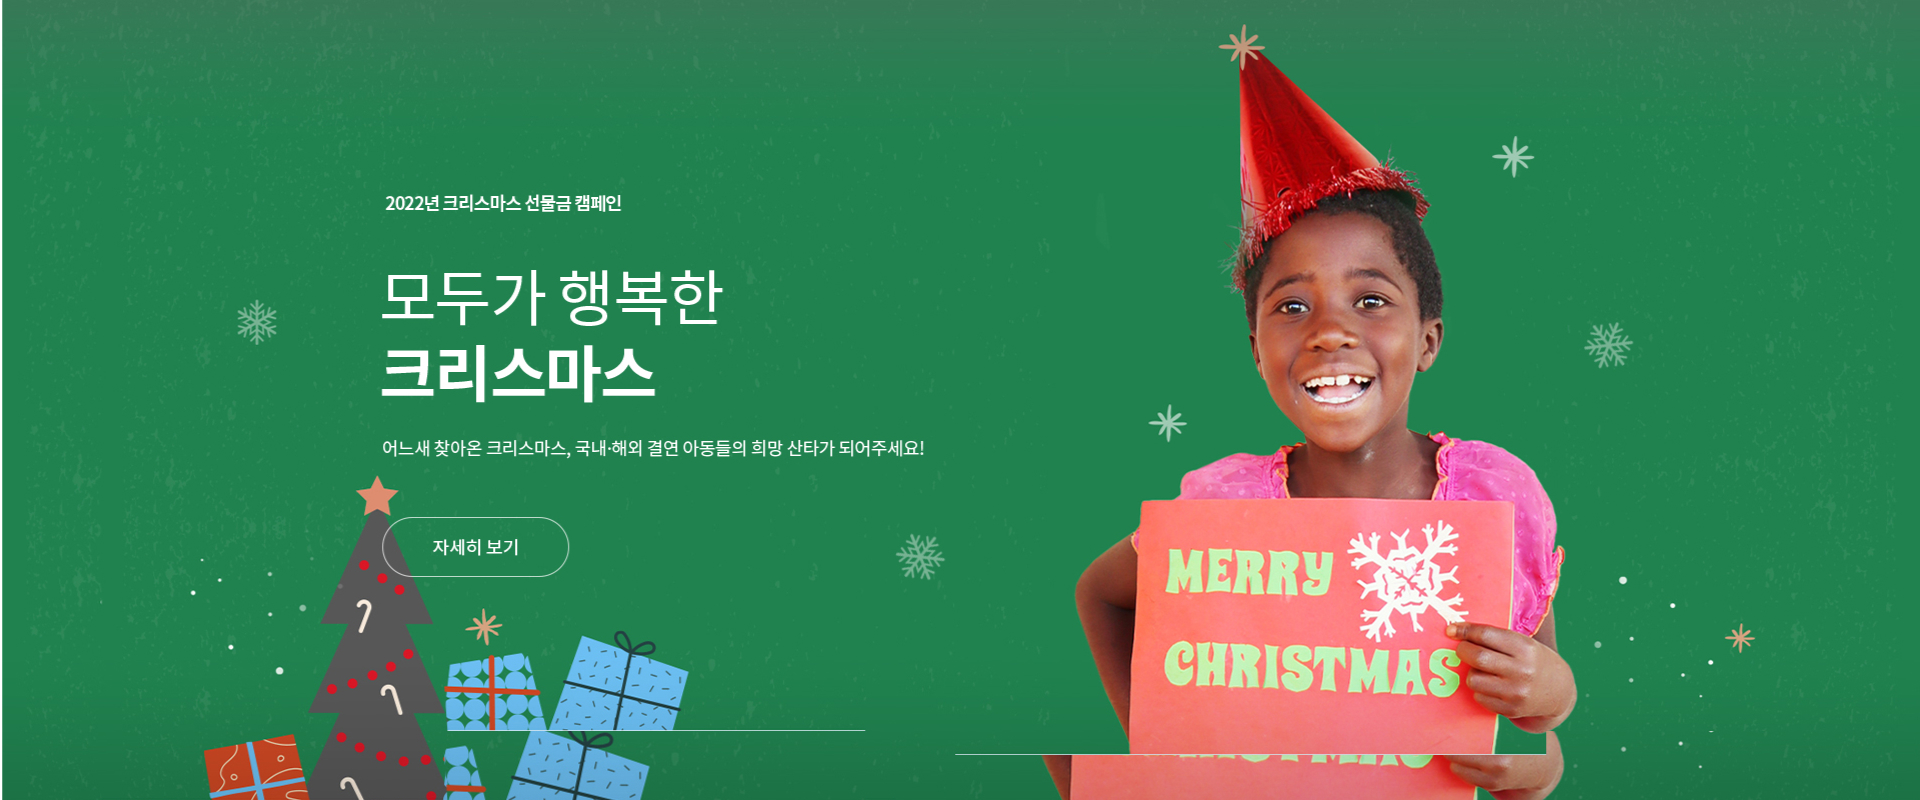 2022년 크리스마스 선물금 캠페인
모두가 행복한
크리스마스
어느새 찾아온 크리스마스, 국내·해외 결연 아동들의 희망 산타가 되어주세요!
자세히 보기
MERRY
CHRISTMAS
CHRISTMAS